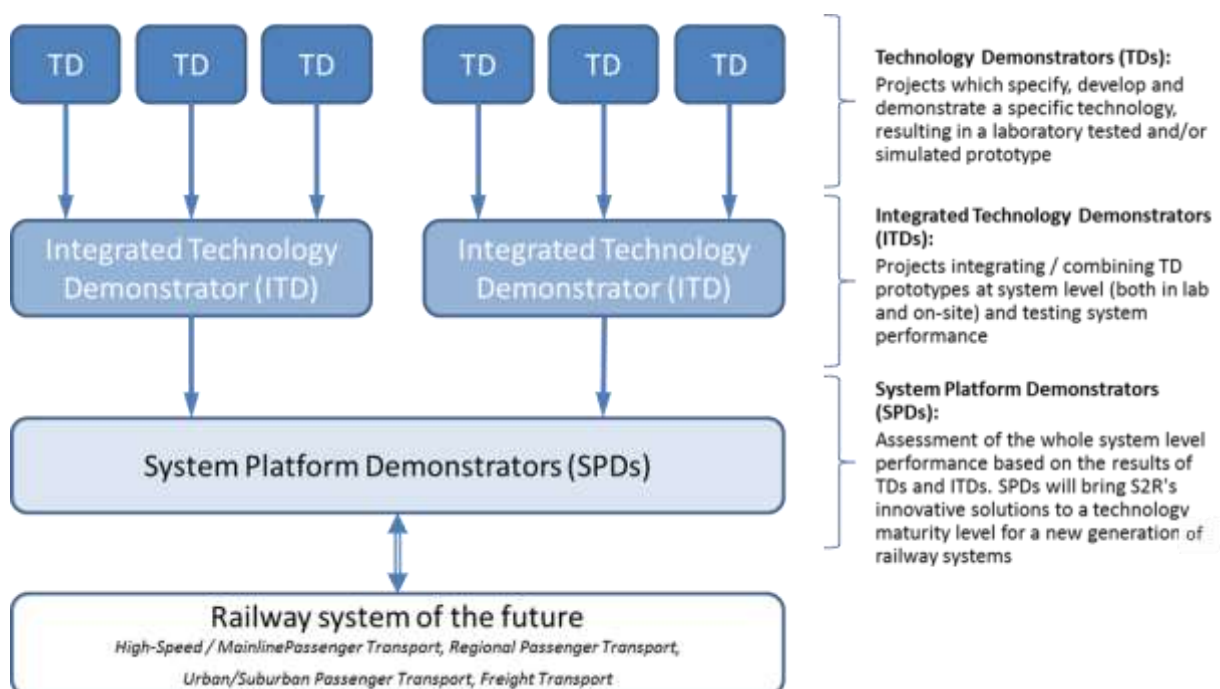 TD
TD
TD
TD
TD
TD
Integrated Technology
Demonstrator (ITD)
Integrated Technology
Demonstrator (ITD)
System Platform Demonstrators (SPDs)
Railway system of the future
High-Speed / MainlinePassenger Transport, Regional Passenger Transport,
Urban/Suburban Passenger Transport, Freight Transport
Technology Demonstrators (TDs):
Projects which specify, develop and
demonstrate a specific technology,
resulting in a laboratory tested and/or
simulated prototype
Integrated Technology Demonstrators
(ITDs):
Projects integrating / combining TD
prototypes at system level (both in lab
and on-site) and testing system
performance
System Platform Demonstrators
(SPDs):
Assessment of the whole system level
performance based on the results of
TDs and ITDs. SPDs will bring S2R's
innovative solutions to a technology
maturity level for a new generation of
railway systems